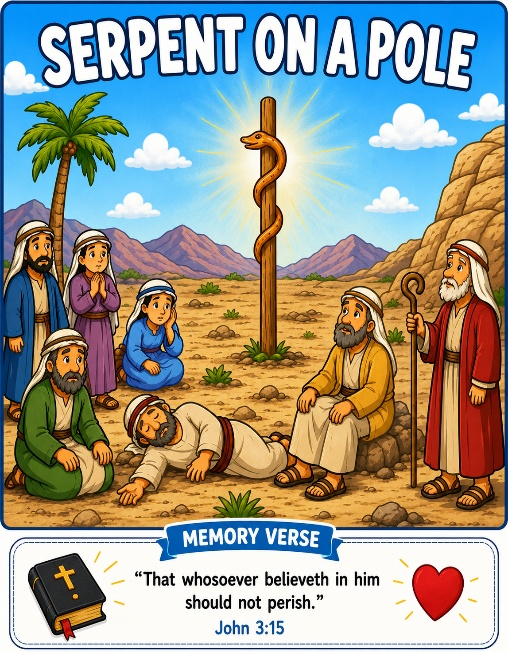 SERPENT ON A POLE
MEMORY VERSE
“That whosoever believeth in him
should not perish.”
John 3:15